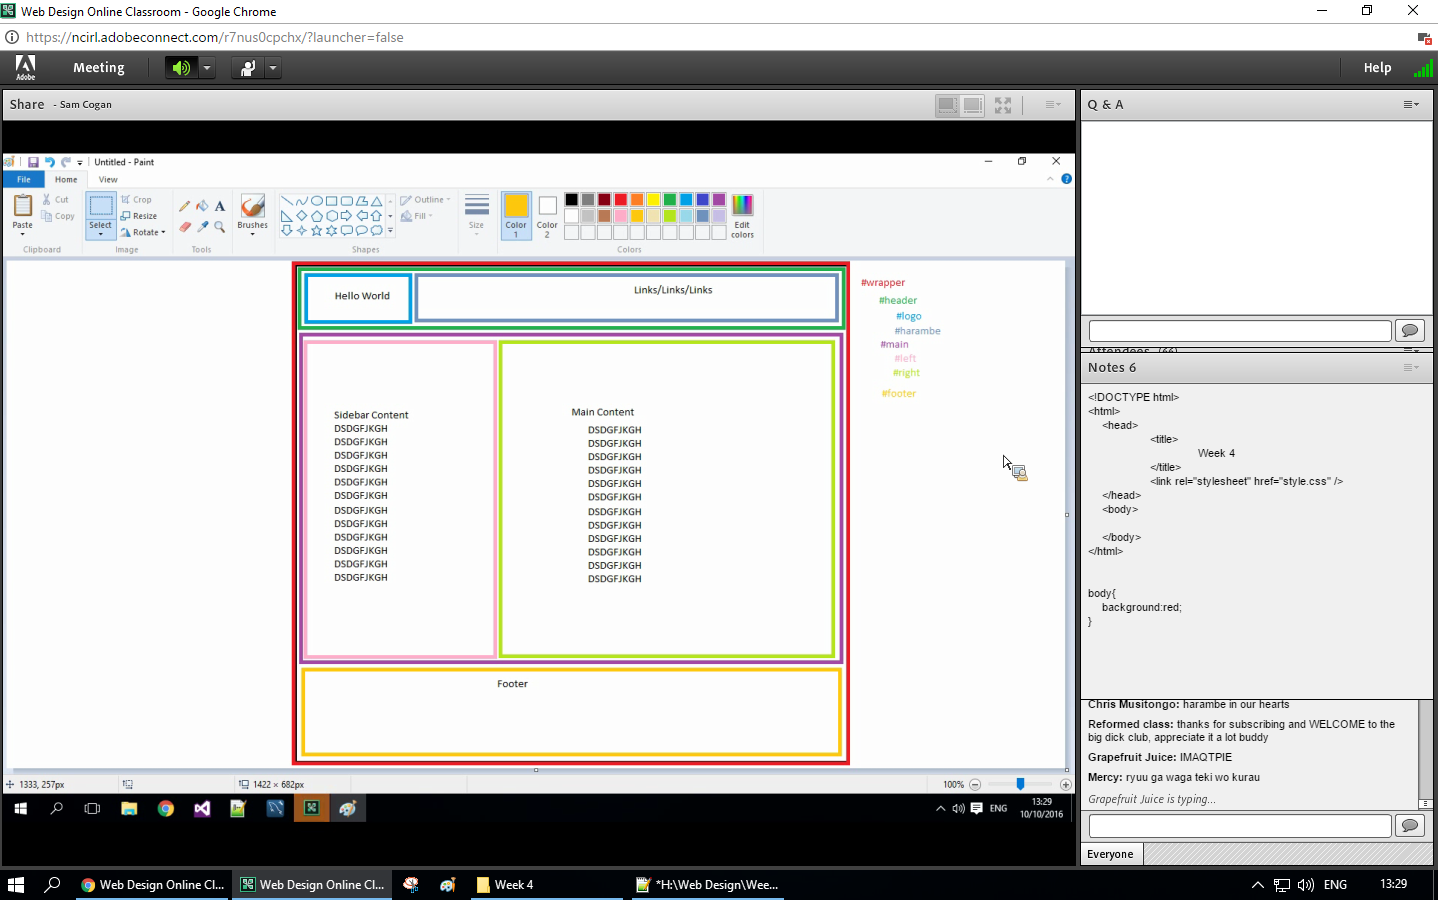 Web Design Online Classroom - Google Chrome
https://ncirl.adobeconnect.com/r7nus0cpchx/?launcher=false
Adobe
Meeting
Help
Share - Sam Cogan
Untitled - Paint
File
Home
View
Paste
Cut
Copy
Clipboard
Select
Crop
Resize
Rotate
Image
Tools
Brushes
Shapes
Outline
Fill
Size
Color 1
Color 2
Edit colors
Colors
Hello World
Links/Links/Links
Sidebar Content
DSDGFJKGH
DSDGFJKGH
DSDGFJKGH
DSDGFJKGH
DSDGFJKGH
DSDGFJKGH
DSDGFJKGH
DSDGFJKGH
DSDGFJKGH
DSDGFJKGH
DSDGFJKGH
DSDGFJKGH
Main Content
DSDGFJKGH
DSDGFJKGH
DSDGFJKGH
DSDGFJKGH
DSDGFJKGH
DSDGFJKGH
DSDGFJKGH
DSDGFJKGH
DSDGFJKGH
DSDGFJKGH
DSDGFJKGH
DSDGFJKGH
Footer
#wrapper
#header
#logo
#harambe
#main
#left
#right
#footer
1333, 257px
1422 × 682px
100%
ENG
13:29
10/10/2016
Q & A
Attendees (66)
Notes 6
<!DOCTYPE html>
<html>
<head>
<title>
Week 4
</title>
<link rel="stylesheet" href="style.css" />
</head>
<body>
</body>
</html>
body{
background:red;
}
Chris Musitongo: harambe in our hearts
Reformed class: thanks for subscribing and WELCOME to the
big dick club, appreciate it a lot buddy
Grapefruit Juice: IMAQTPIE
Mercy: ryuu ga waga teki wo kurau
Grapefruit Juice is typing...
Everyone
Web Design Online Cl...
Web Design Online Cl...
Week 4
*H:\Web Design\Wee...
ENG
13:29